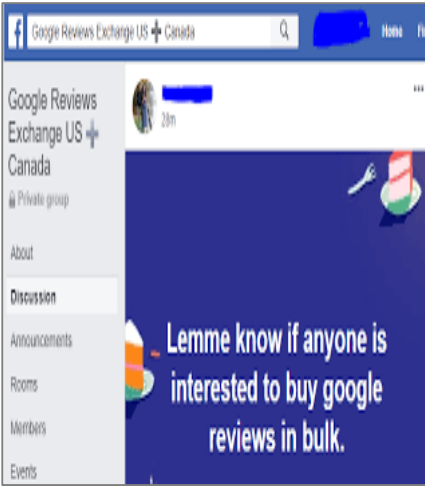 f Google Reviews Exchange US ➕ Canada
Home
Google Reviews
Exchange US ➕
Canada
Private group
28m
About
Discussion
Announcements
Rooms
Members
Events
Lemme know if anyone is
interested to buy google
reviews in bulk.